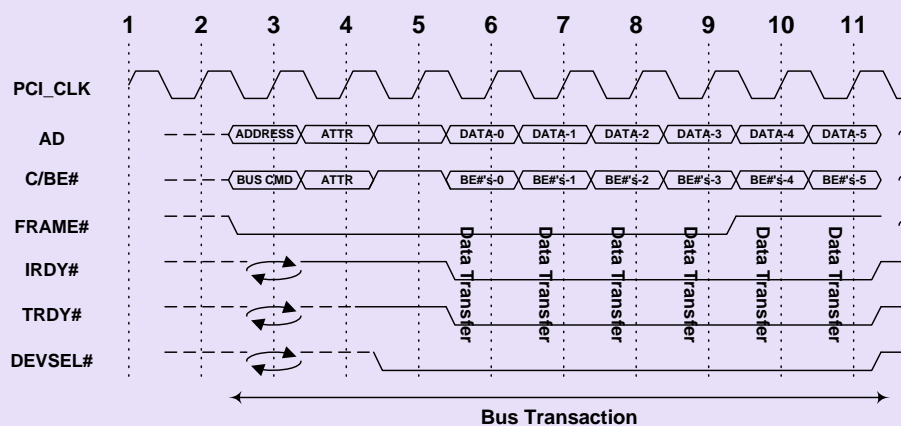 1 2 3 4 5 6 7 8 9 10 11
PCI_CLK
AD ADDRESS ATTR DATA-0 DATA-1 DATA-2 DATA-3 DATA-4 DATA-5
C/BE# BUS CMD ATTR BE#'s-0 BE#'s-1 BE#'s-2 BE#'s-3 BE#'s-4 BE#'s-5
FRAME#
IRDY#
TRDY#
DEVSEL#
Data Transfer
Data Transfer
Data Transfer
Data Transfer
Data Transfer
Data Transfer
Bus Transaction